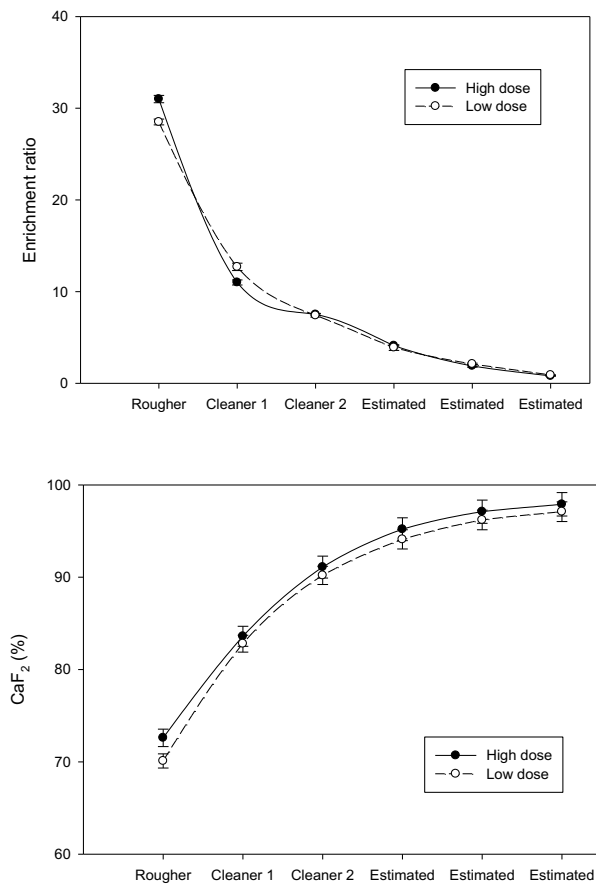 40
30
20
10
0
Enrichment ratio
High dose
Low dose
Rougher Cleaner 1 Cleaner 2 Estimated Estimated Estimated
100
90
80
70
60
CaF₂ (%)
High dose
Low dose
Rougher Cleaner 1 Cleaner 2 Estimated Estimated Estimated